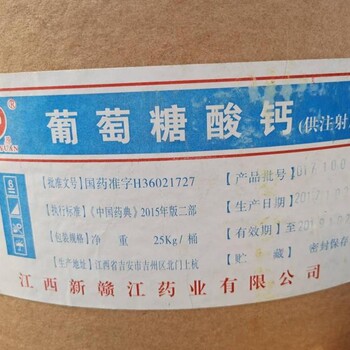 ®
YUAN
葡萄糖酸钙(供注射
【批准文号】国药准字H36021727
【执行标准】《中国药典》2015年版二部
【包装规格】净 重 25Kg/桶
【生产地址】江西省吉安市吉州区北门上杭
【产品批号】
【生产日期】
【有效期】至
【贮 藏】密封保存
江西新赣江药业有限公司
6